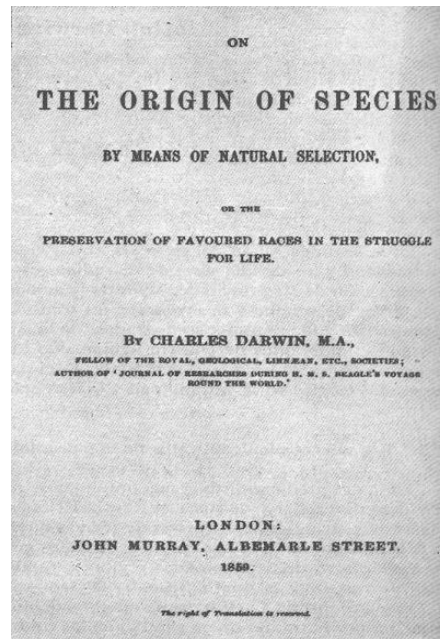 ON
THE ORIGIN OF SPECIES
BY MEANS OF NATURAL SELECTION,
OR THE
PRESERVATION OF FAVOURED RACES IN THE STRUGGLE
FOR LIFE.
BY CHARLES DARWIN, M.A.,
FELLOW OF THE ROYAL, GEOLOGICAL, LINNÆAN, ETC., SOCIETIES;
AUTHOR OF 'JOURNAL OF RESEARCHES DURING H. M. S. BEAGLE'S VOYAGE
ROUND THE WORLD.'
LONDON:
JOHN MURRAY, ALBEMARLE STREET.
1859.
The right of Translation is reserved.